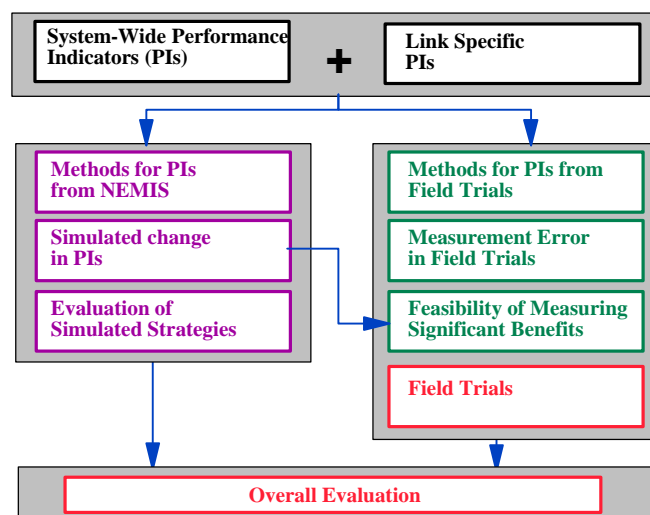 System-Wide Performance
Indicators (PIs)
+
Link Specific
PIs
Methods for PIs
from NEMIS
Simulated change
in PIs
Evaluation of
Simulated Strategies
Methods for PIs from
Field Trials
Measurement Error
in Field Trials
Feasibility of Measuring
Significant Benefits
Field Trials
Overall Evaluation